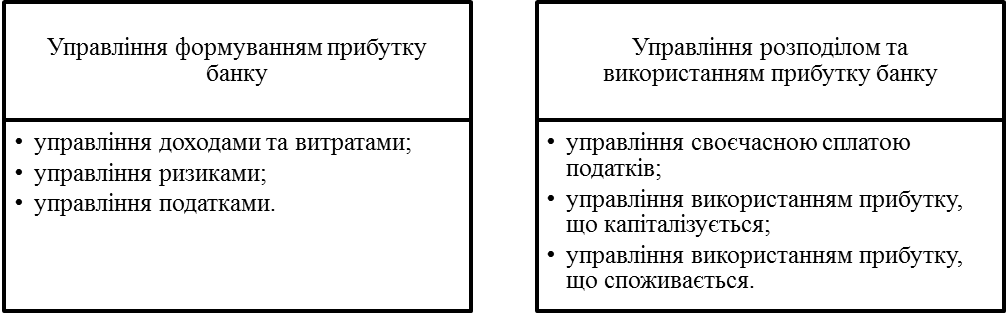 Управління формуванням прибутку
банку
• управління доходами та витратами;
• управління ризиками;
• управління податками.
Управління розподілом та
використанням прибутку банку
• управління своєчасною сплатою
податків;
• управління використанням прибутку,
що капіталізується;
• управління використанням прибутку,
що споживається.